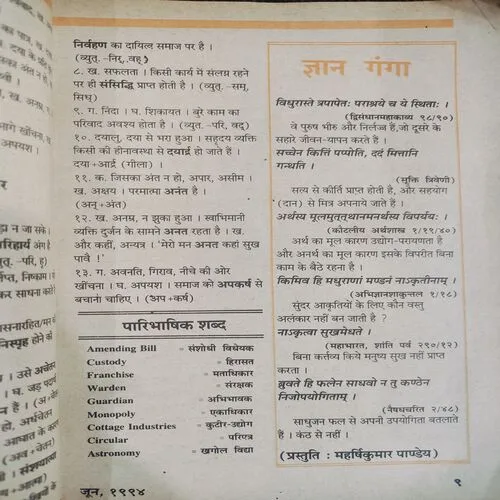 निर्वहण का दायित्व समाज पर है ।
(व्युत्. –निर्, वह्)
८. ख. सफलता । किसी कार्य में संलग्न रहने
पर ही संसिद्धि प्राप्त होती है । (व्युत्. –सम्,
सिध्)
९. ग. निंदा । घ. शिकायत । बुरे काम का
परिवाद अवश्य होता है । (व्युत्. –परि, वद्)
१०. दयालु, दया से भरा हुआ । सहृदय व्यक्ति
किसी की हीनावस्था से दयार्द्र हो जाते हैं ।
दया+आर्द्र (गीला) ।
११. क. जिसका अंत न हो, अपार, असीम ।
ख. अक्षय । परमात्मा अनंत है ।
(अन्+अंत)
१२. ख. अनम्र, न झुका हुआ । स्वाभिमानी
व्यक्ति दुर्जन के सामने अनत रहता है । ख.
और कहीं, अन्यत्र । 'मेरो मन अनत कहां सुख
पावै !'
१३. ग. अवनति, गिराव, नीचे की ओर
खींचना । घ. अपयश । समाज को अपकर्ष से
बचाना चाहिए । (अप+कर्ष)
पारिभाषिक शब्द
Amending Bill = संशोधी विधेयक
Custody = हिरासत
Franchise = मताधिकार
Warden = संरक्षक
Guardian = अभिभावक
Monopoly = एकाधिकार
Cottage Industries = कुटीर-उद्योग
Circular = परिपत्र
Astronomy = खगोल विद्या
जून, १९९४
ज्ञान गंगा
विधुरास्ते त्रपापेतः पराश्रये च ये स्थिताः ।
(द्विसंधानमहाकाव्य १८/९०)
वे पुरुष भीरु और निर्लज्ज हैं,जो दूसरे के
सहारे जीवन-यापन करते हैं ।
सच्चेन कित्तिं पप्पोति, ददं मित्तानि
गन्थति ।
(सूक्ति त्रिवेणी)
सत्य से कीर्ति प्राप्त होती है, और सहयोग
(दान) से मित्र अपनाये जाते हैं ।
अर्थस्य मूलमुत्तृत्थानमनर्थस्य विपर्ययः ।
(कौटलीय अर्थशास्त्र १/१९/४०)
अर्थ का मूल कारण उद्योग-परायणता है
और अनर्थ का मूल कारण इसके विपरीत बिना
काम के बैठे रहना है ।
किमिव हि मधुराणां मण्डनं नाऽकृतीनाम् ।
(अभिज्ञानशाकुन्तल १/१८)
सुंदर आकृतियों के लिए कौन वस्तु
अलंकार नहीं बन जाती है ?
नाऽकृत्वा सुखमेधते ।
(महाभारत, शांति पर्व २९०/१२)
बिना कर्त्तव्य किये मनुष्य सुख नहीं प्राप्त
करता ।
ब्रुवते हि फलेन साधवो न तु कण्ठेन
निजोपयोगिताम् ।
(नैषधचरित २/४८)
साधुजन फल से अपनी उपयोगिता बतलाते
हैं । कंठ से नहीं ।
(प्रस्तुति : महर्षिकुमार पाण्डेय)
९